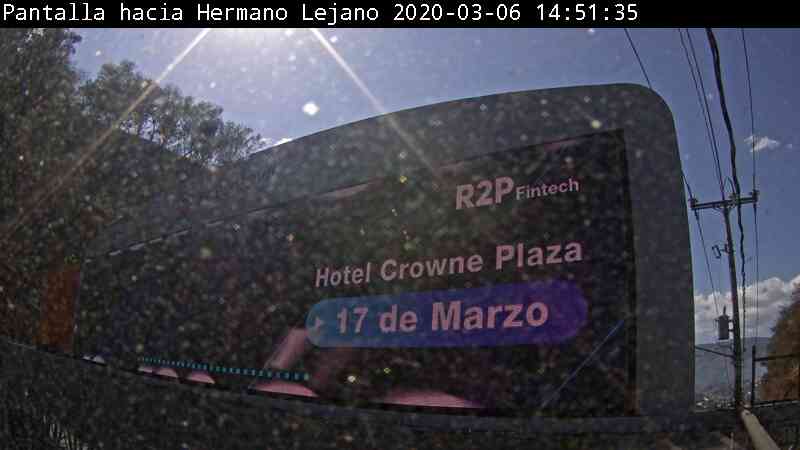 Pantalla hacia Hermano Lejano 2020-03-06 14:51:35
R2P Fintech
Hotel Crowne Plaza
17 de Marzo